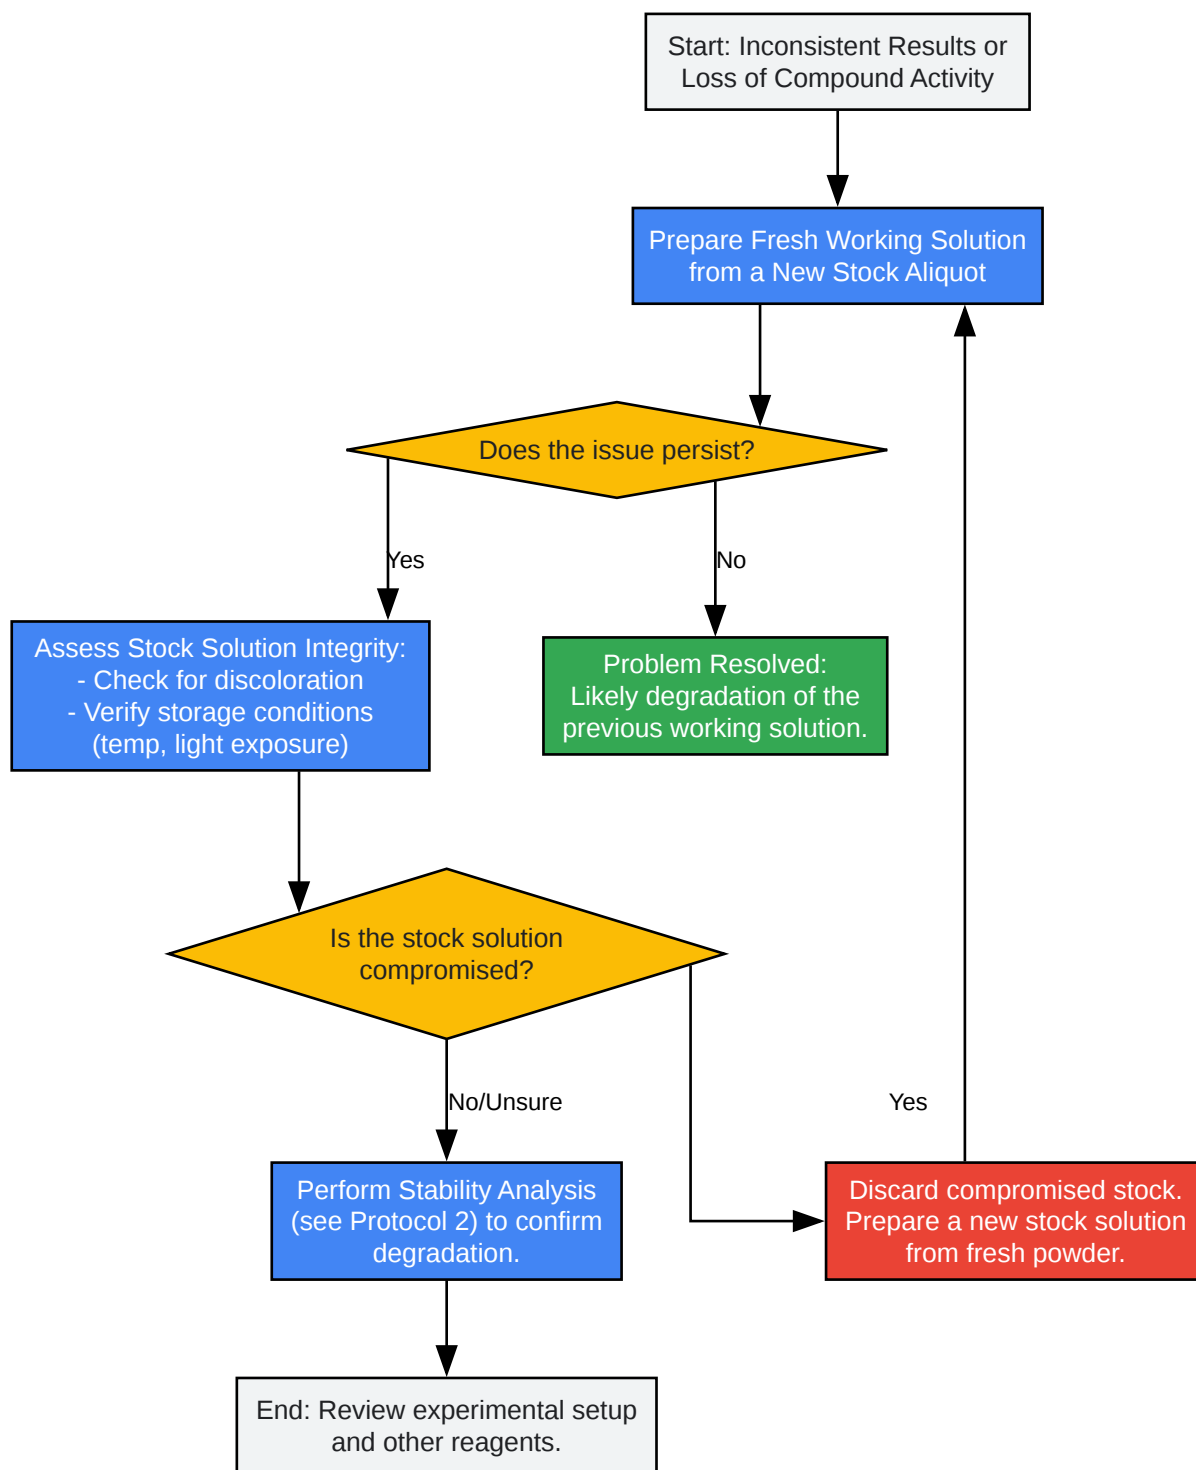 Start: Inconsistent Results or
Loss of Compound Activity
Prepare Fresh Working Solution
from a New Stock Aliquot
Does the issue persist?
Yes
No
Assess Stock Solution Integrity:
- Check for discoloration
- Verify storage conditions
(temp, light exposure)
Problem Resolved:
Likely degradation of the
previous working solution.
Is the stock solution
compromised?
No/Unsure
Yes
Perform Stability Analysis
(see Protocol 2) to confirm
degradation.
Discard compromised stock.
Prepare a new stock solution
from fresh powder.
End: Review experimental setup
and other reagents.